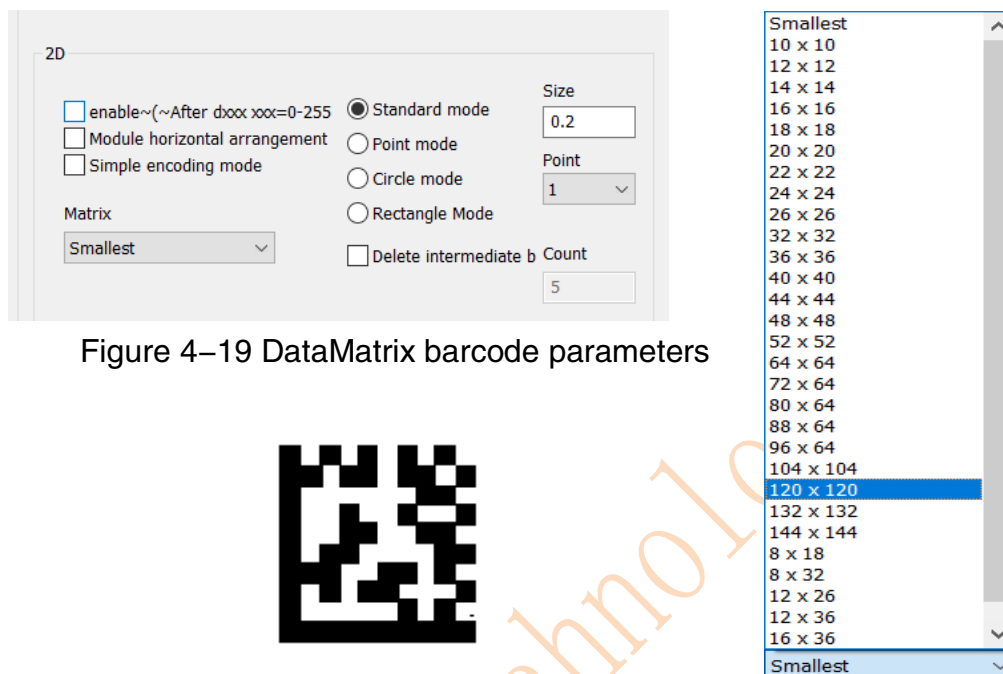 2D
enable~(~After dxxx xxx=0-255
Module horizontal arrangement
Simple encoding mode
Matrix
Smallest
Standard mode
Point mode
Circle mode
Rectangle Mode
Delete intermediate b
Size
0.2
Point
1
Count
5
Figure 4–19 DataMatrix barcode parameters
Smallest
10 x 10
12 x 12
14 x 14
16 x 16
18 x 18
20 x 20
22 x 22
24 x 24
26 x 26
32 x 32
36 x 36
40 x 40
44 x 44
48 x 48
52 x 52
64 x 64
72 x 64
80 x 64
88 x 64
96 x 64
104 x 104
120 x 120
132 x 132
144 x 144
8 x 18
8 x 32
12 x 26
12 x 36
16 x 36
Smallest